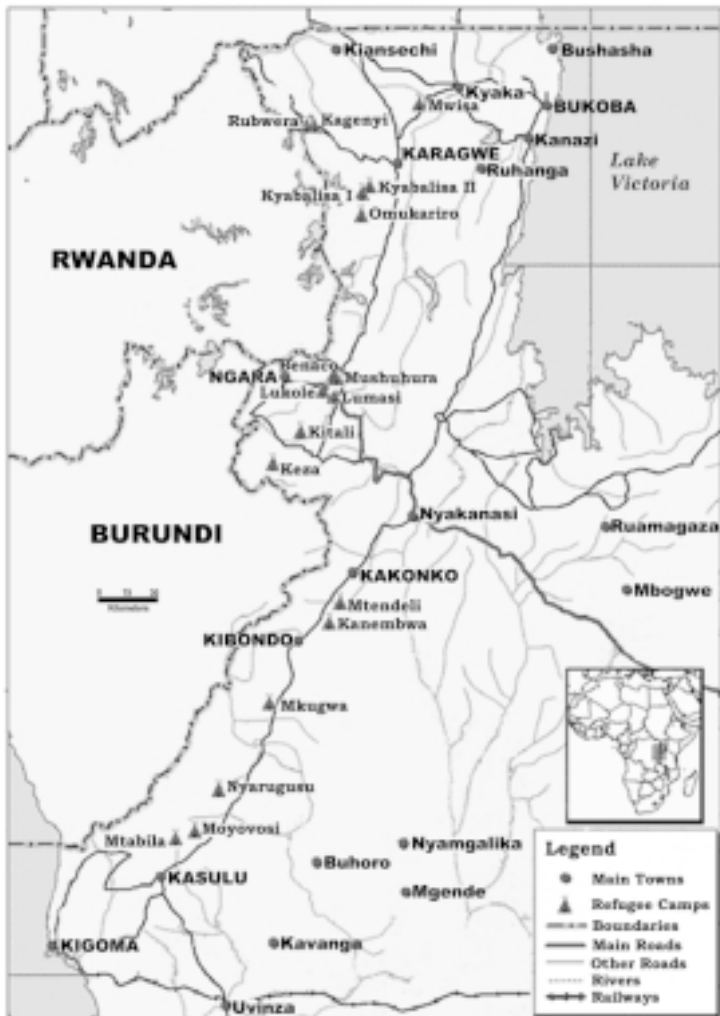 Kiansechi
Bushasha
Kyaka
Mwisa
BUKOBA
Rubwera
Kagenyi
Kanazi
KARAGWE
Ruhanga
Lake
Victoria
Kyabalisa II
Kyabalisa I
Omukariro
RWANDA
Benaco
NGARA
Mushuhura
Lukole
Lumasi
Kitali
Keza
Nyakanasi
BURUNDI
Ruamagaza
KAKONKO
Mbogwe
Mtendeli
Kanembwa
KIBONDO
Kilometers
Mkugwa
Nyarugusu
Moyovosi
Mtabila
Nyamgalika
Buhoro
KASULU
Mgende
KIGOMA
Kavanga
Uvinza
Legend
Main Towns
Refugee Camps
Boundaries
Main Roads
Other Roads
Rivers
Railways